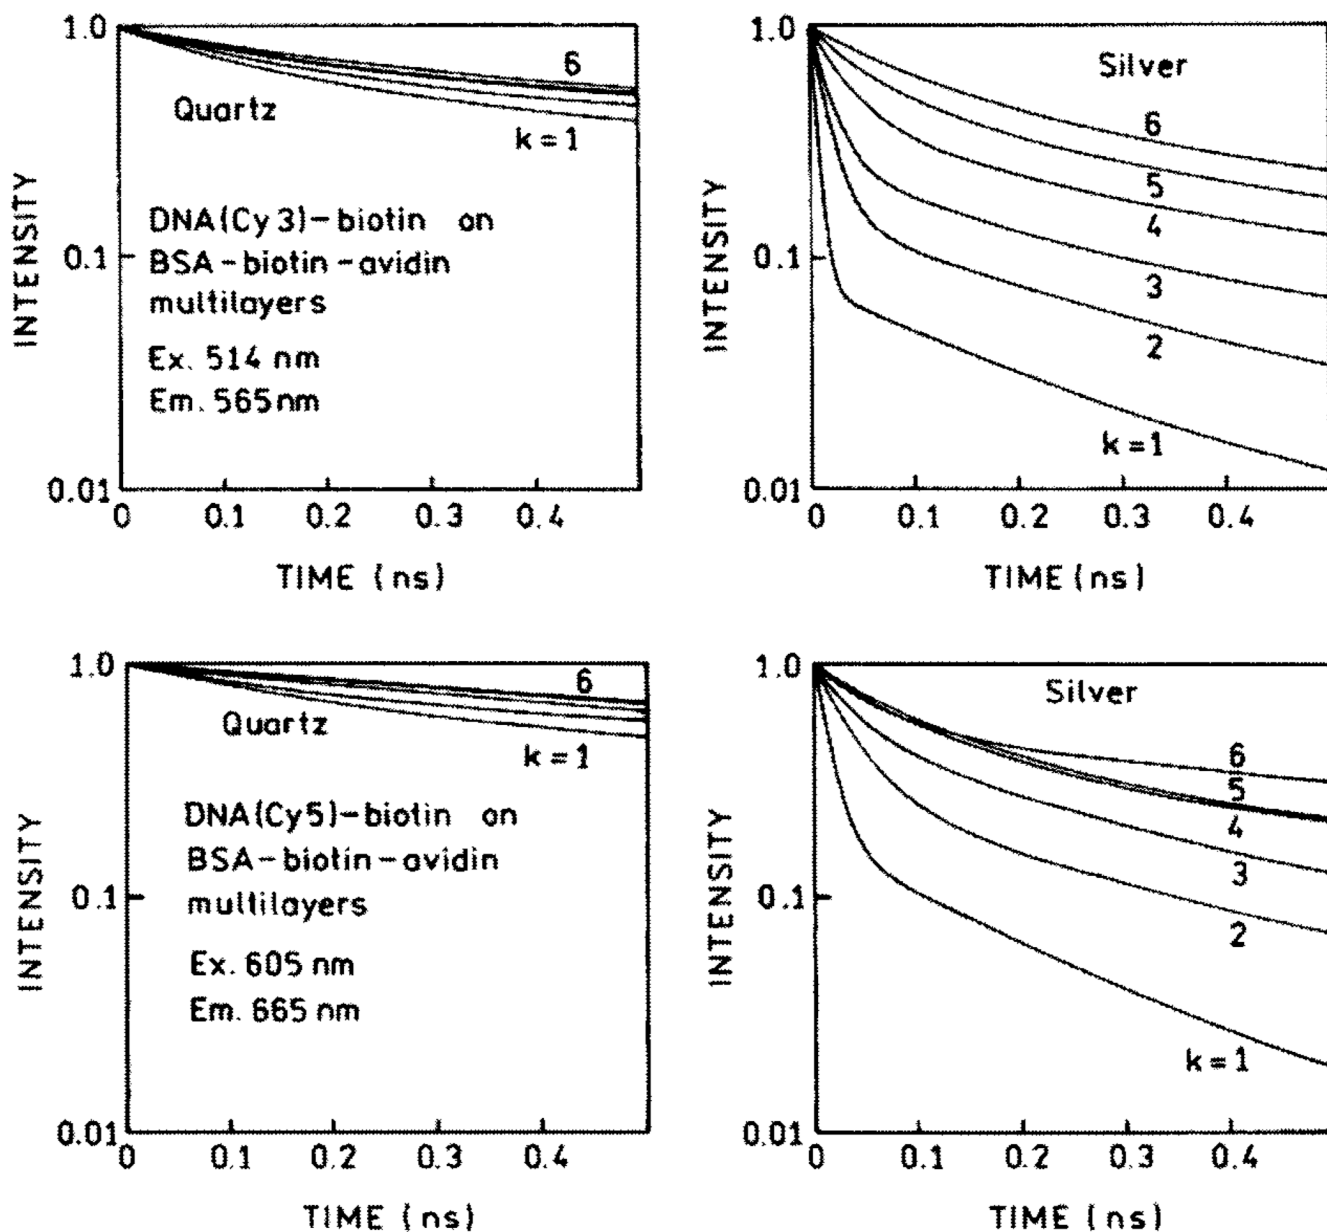 1.0
6
Quartz
k = 1
DNA(Cy3)-biotin on
BSA-biotin-avidin
multilayers
Ex. 514 nm
Em. 565nm
0.1
0.01
0 0.1 0.2 0.3 0.4
TIME (ns)
INTENSITY
1.0
Silver
6
5
4
3
2
k = 1
0.1
0.01
0 0.1 0.2 0.3 0.4
TIME (ns)
INTENSITY
1.0
6
Quartz
k = 1
DNA(Cy5)-biotin on
BSA-biotin-avidin
multilayers
Ex. 605 nm
Em. 665 nm
0.1
0.01
0 0.1 0.2 0.3 0.4
TIME (ns)
INTENSITY
1.0
Silver
6
5
4
3
2
k = 1
0.1
0.01
0 0.1 0.2 0.3 0.4
TIME (ns)
INTENSITY